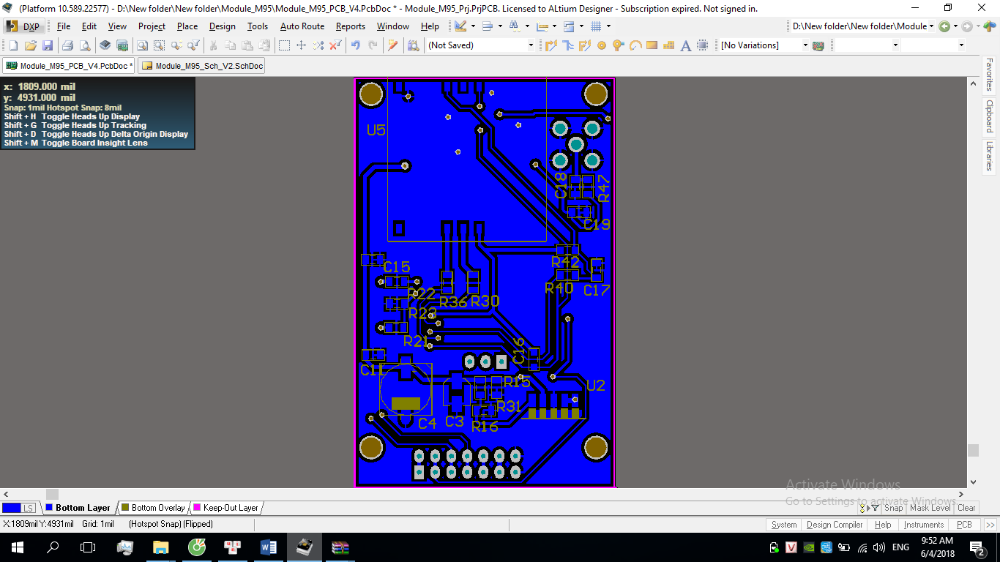 (Platform 10.589.22577) - D:\New folder\New folder\Module_M95\Module_M95_PCB_V4.PcbDoc * - Module_M95_Prj.PrjPCB. Licensed to ALtium Designer - Subscription expired. Not signed in.
DXP File Edit View Project Place Design Tools Auto Route Reports Window Help D:\New folder\New folder\Module
(Not Saved) A [No Variations]
Module_M95_PCB_V4.PcbDoc * Module_M95_Sch_V2.SchDoc
x: 1809.000 mil
y: 4931.000 mil
Snap: 1mil Hotspot Snap: 8mil
Shift + H Toggle Heads Up Display
Shift + G Toggle Heads Up Tracking
Shift + D Toggle Heads Up Delta Origin Display
Shift + M Toggle Board Insight Lens
Favorites
Clipboard
Libraries
U5
C18
R47
C19
R42
C15
R40
C17
R22
R36 R30
R23
R21
C16
C11
R15
U2
R31
C4 C3 R16
Activate Windows
Go to Settings to activate Windows.
LS Bottom Layer Bottom Overlay Keep-Out Layer Snap Mask Level Clear
X:1809mil Y:4931mil Grid: 1mil (Hotspot Snap) (Flipped) System Design Compiler Help Instruments PCB >>
ENG
9:52 AM
6/4/2018
2